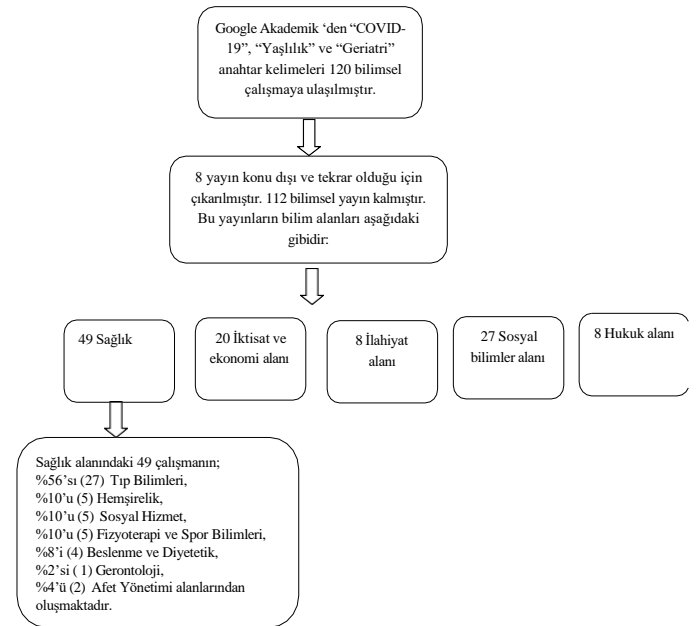 Google Akademik ‘den “COVID-
19”, “Yaşlılık” ve “Geriatri”
anahtar kelimeleri 120 bilimsel
çalışmaya ulaşılmıştır.
8 yayın konu dışı ve tekrar olduğu için
çıkarılmıştır. 112 bilimsel yayın kalmıştır.
Bu yayınların bilim alanları aşağıdaki
gibidir:
49 Sağlık
20 İktisat ve
ekonomi alanı
8 İlahiyat
alanı
27 Sosyal
bilimler alanı
8 Hukuk alanı
Sağlık alanındaki 49 çalışmanın;
%56’sı (27) Tıp Bilimleri,
%10’u (5) Hemşirelik,
%10’u (5) Sosyal Hizmet,
%10’u (5) Fizyoterapi ve Spor Bilimleri,
%8’i (4) Beslenme ve Diyetetik,
%2’si ( 1) Gerontoloji,
%4’ü (2) Afet Yönetimi alanlarından
oluşmaktadır.